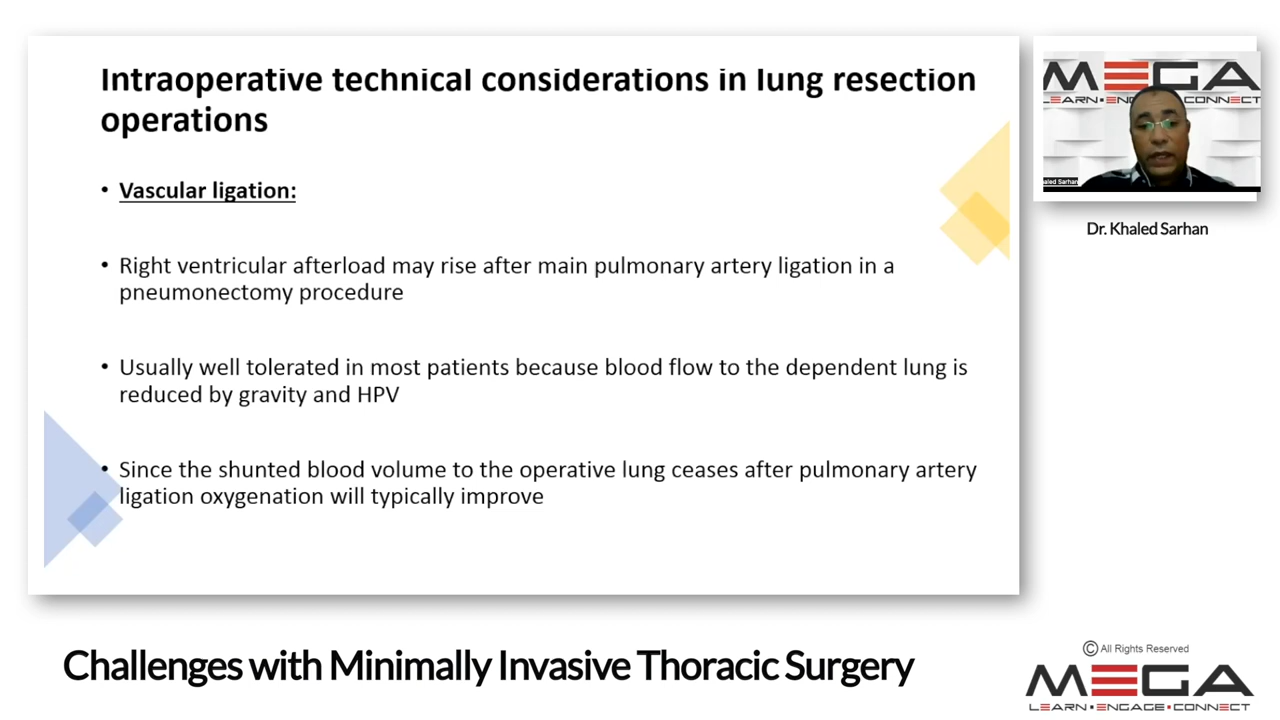 Intraoperative technical considerations in lung resection
operations
• Vascular ligation:
• Right ventricular afterload may rise after main pulmonary artery ligation in a
pneumonectomy procedure
• Usually well tolerated in most patients because blood flow to the dependent lung is
reduced by gravity and HPV
• Since the shunted blood volume to the operative lung ceases after pulmonary artery
ligation oxygenation will typically improve
MEGA
CONNECT
Khaled Sarhan
Dr. Khaled Sarhan
Challenges with Minimally Invasive Thoracic Surgery
© All Rights Reserved
MEGA
LEARN • ENGAGE • CONNECT